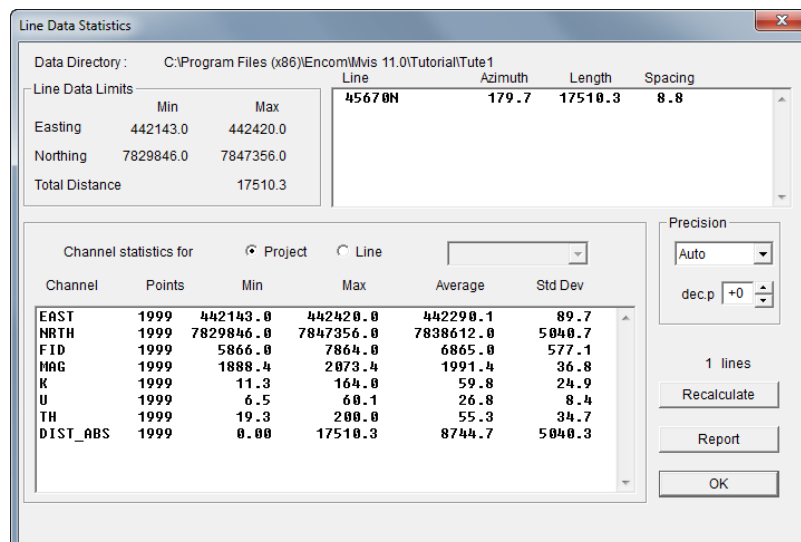 Line Data Statistics
Data Directory : C:\Program Files (x86)\Encom\Mvis 11.0\Tutorial\Tute1
Line Data Limits
Min Max
Easting 442143.0 442420.0
Northing 7829846.0 7847356.0
Total Distance 17510.3
Line Azimuth Length Spacing
45670N 179.7 17510.3 8.8
Channel statistics for Project Line
Channel Points Min Max Average Std Dev
EAST 1999 442143.0 442420.0 442290.1 89.7
NRTH 1999 7829846.0 7847356.0 7838612.0 5040.7
FID 1999 5866.0 7864.0 6865.0 577.1
MAG 1999 1888.4 2073.4 1991.4 36.8
K 1999 11.3 164.0 59.8 24.9
U 1999 6.5 60.1 26.8 8.4
TH 1999 19.3 200.0 55.3 34.7
DIST_ABS 1999 0.00 17510.3 8744.7 5040.3
Precision
Auto
dec.p +0
1 lines
Recalculate
Report
OK